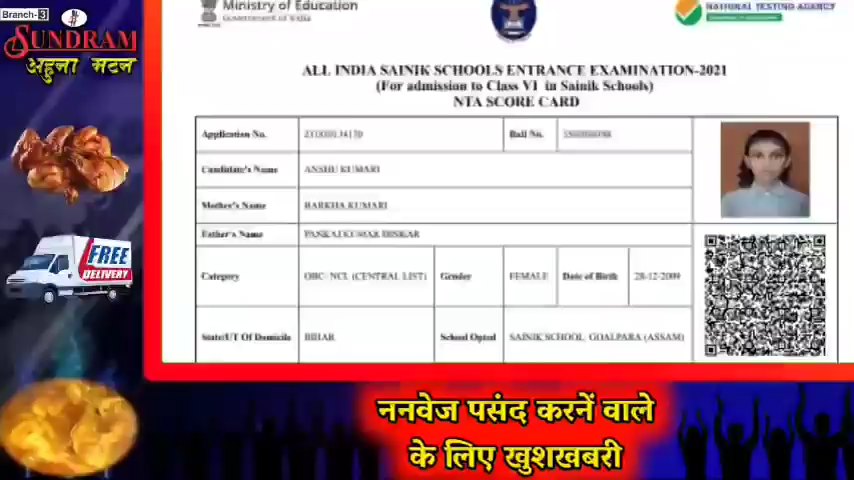 Branch-3
SUNDRAM
अहुना मटन
FREE
DELIVERY
Ministry of Education
Government of India
NATIONAL TESTING AGENCY
ALL INDIA SAINIK SCHOOLS ENTRANCE EXAMINATION-2021
(For admission to Class VI in Sainik Schools)
NTA SCORE CARD
Application No.
Roll No.
Candidate's Name ANSHU KUMARI
Mother's Name BARKHA KUMARI
Father's Name PANKAJ KUMAR
Category OBC- NCL (CENTRAL LIST) Gender FEMALE Date of Birth 28-12-2009
State/UT Of Domicile BIHAR School Opted SAINIK SCHOOL, GOALPARA (ASSAM)
ननवेज पसंद करनें वाले
के लिए खुशखबरी